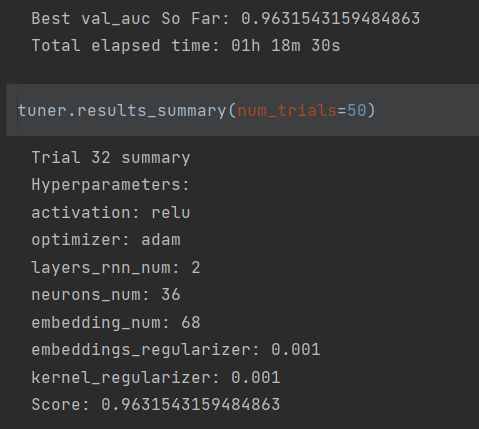 Best val_auc So Far: 0.9631543159484863
Total elapsed time: 01h 18m 30s
tuner.results_summary(num_trials=50)
Trial 32 summary
Hyperparameters:
activation: relu
optimizer: adam
layers_rnn_num: 2
neurons_num: 36
embedding_num: 68
embeddings_regularizer: 0.001
kernel_regularizer: 0.001
Score: 0.9631543159484863